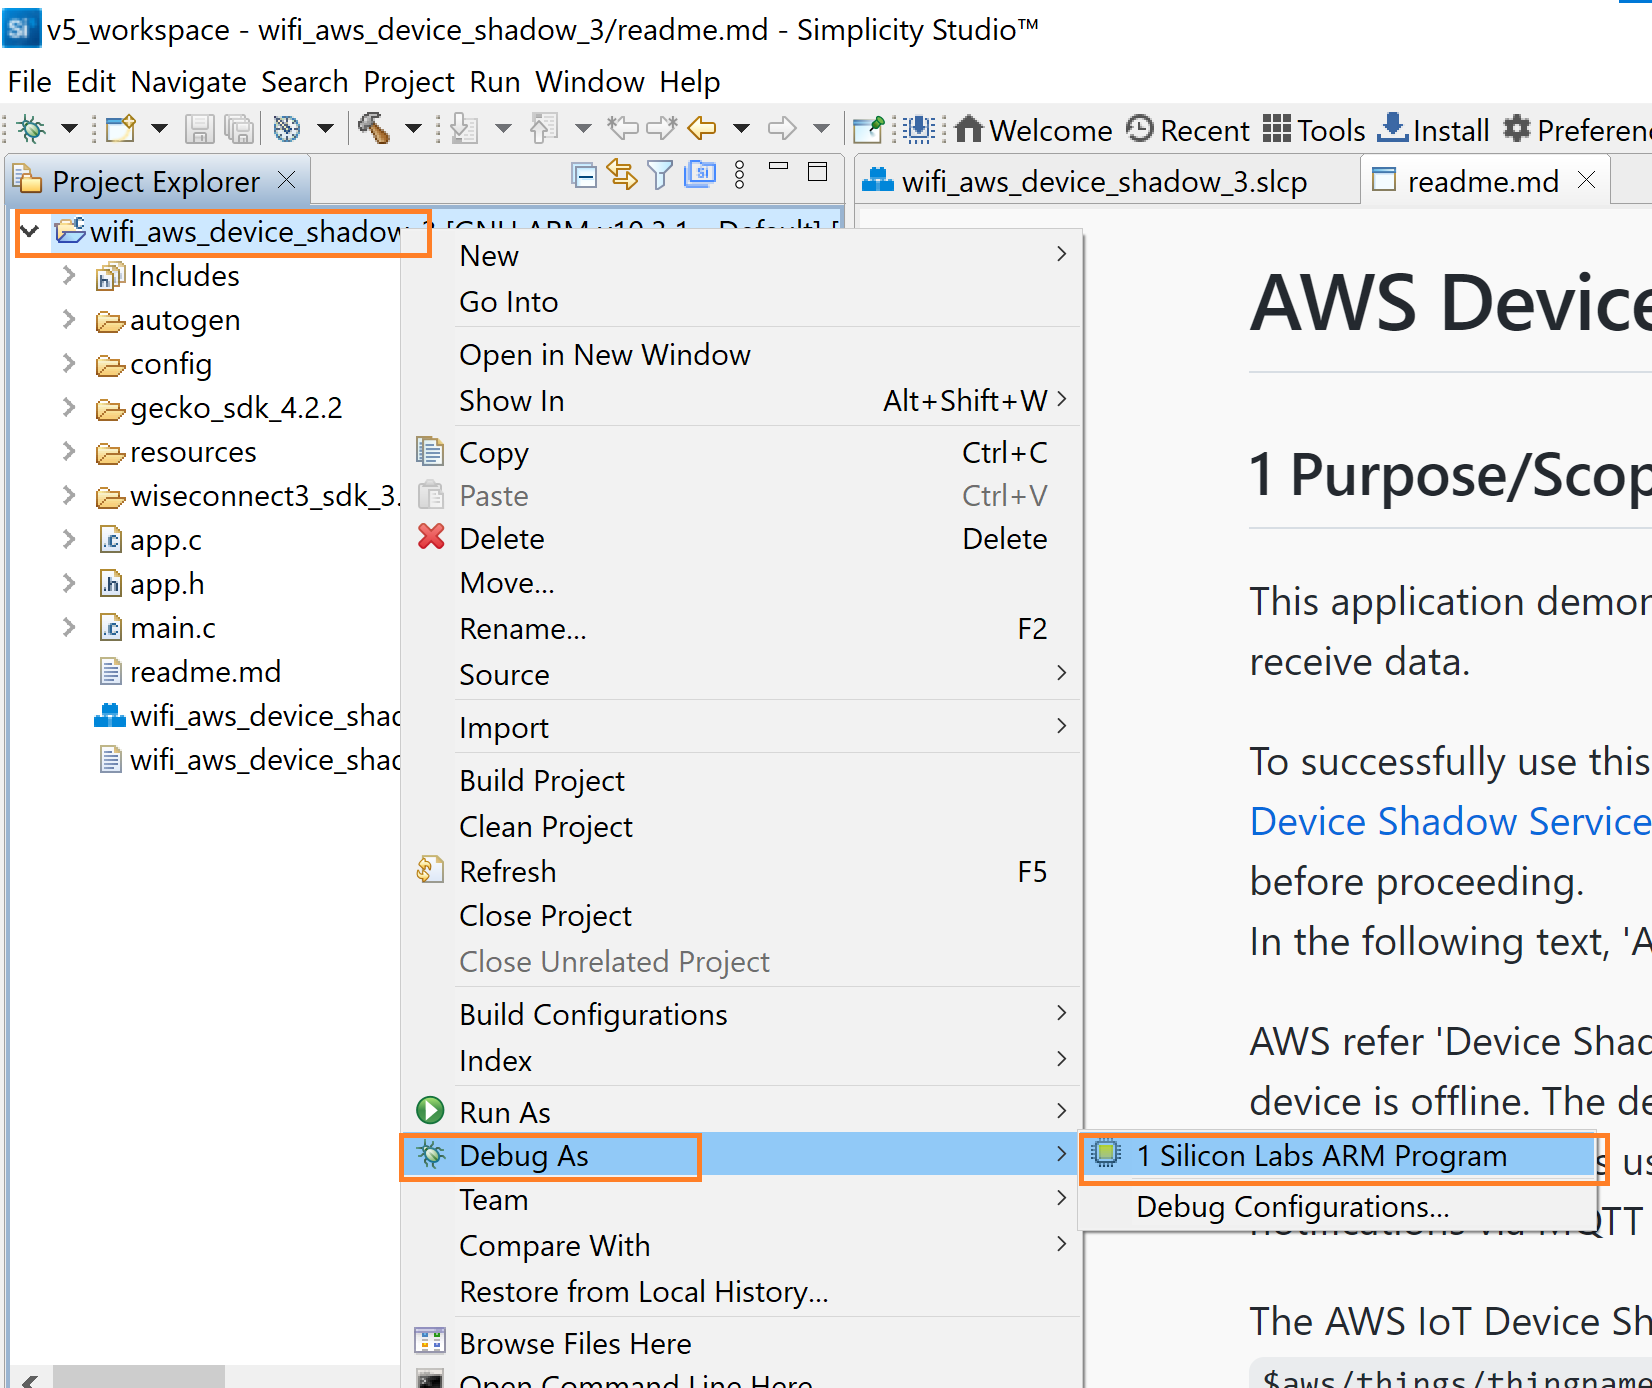 v5_workspace - wifi_aws_device_shadow_3/readme.md - Simplicity Studio™
File Edit Navigate Search Project Run Window Help
Welcome Recent Tools Install
Project Explorer
wifi_aws_device_shadow_3.slcp
readme.md
wifi_aws_device_shadow
Includes
autogen
config
gecko_sdk_4.2.2
resources
wiseconnect3_sdk_3.
app.c
app.h
main.c
readme.md
wifi_aws_device_shad
wifi_aws_device_shad
New
Go Into
Open in New Window
Show In Alt+Shift+W
Copy Ctrl+C
Paste Ctrl+V
Delete Delete
Move...
Rename... F2
Source
Import
Build Project
Clean Project
Refresh F5
Close Project
Close Unrelated Project
Build Configurations
Index
Run As
Debug As
Team
Compare With
Restore from Local History...
Browse Files Here
Open Command Line Here
1 Silicon Labs ARM Program
Debug Configurations...
AWS Device
1 Purpose/Scop
This application demon
receive data.
To successfully use this
Device Shadow Service
before proceeding.
In the following text, 'A
AWS refer 'Device Shad
device is offline. The de
s us
notifications via MQTT
The AWS IoT Device Sh
$aws/things/thingname